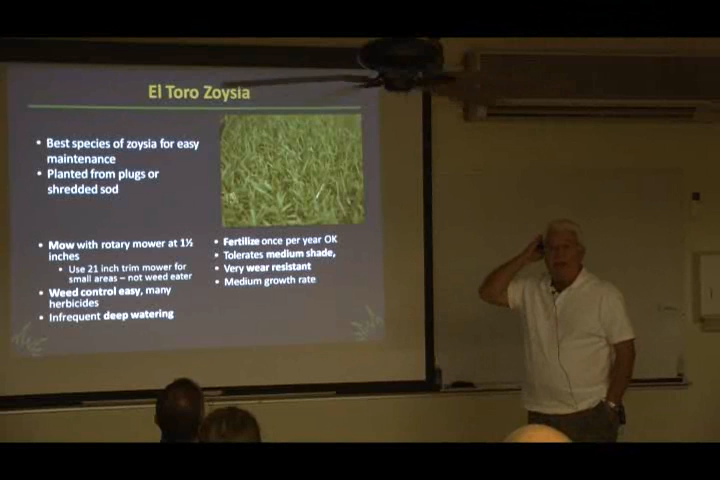 El Toro Zoysia
• Best species of zoysia for easy
maintenance
• Planted from plugs or
shredded sod
• Mow with rotary mower at 1½
inches
• Use 21 inch trim mower for
small areas – not weed eater
• Weed control easy, many
herbicides
• Infrequent deep watering
• Fertilize once per year OK
• Tolerates medium shade,
• Very wear resistant
• Medium growth rate